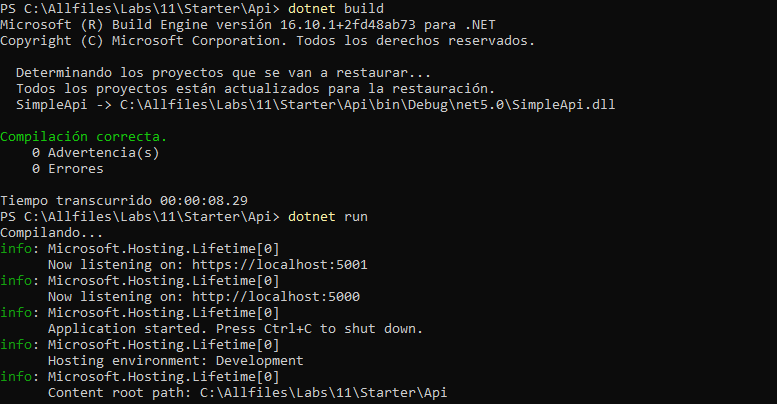 PS C:\Allfiles\Labs\11\Starter\Api> dotnet build
Microsoft (R) Build Engine versión 16.10.1+2fd48ab73 para .NET
Copyright (C) Microsoft Corporation. Todos los derechos reservados.
Determinando los proyectos que se van a restaurar...
Todos los proyectos están actualizados para la restauración.
SimpleApi -> C:\Allfiles\Labs\11\Starter\Api\bin\Debug\net5.0\SimpleApi.dll
Compilación correcta.
0 Advertencia(s)
0 Errores
Tiempo transcurrido 00:00:08.29
PS C:\Allfiles\Labs\11\Starter\Api> dotnet run
Compilando...
info: Microsoft.Hosting.Lifetime[0]
Now listening on: https://localhost:5001
info: Microsoft.Hosting.Lifetime[0]
Now listening on: http://localhost:5000
info: Microsoft.Hosting.Lifetime[0]
Application started. Press Ctrl+C to shut down.
info: Microsoft.Hosting.Lifetime[0]
Hosting environment: Development
info: Microsoft.Hosting.Lifetime[0]
Content root path: C:\Allfiles\Labs\11\Starter\Api